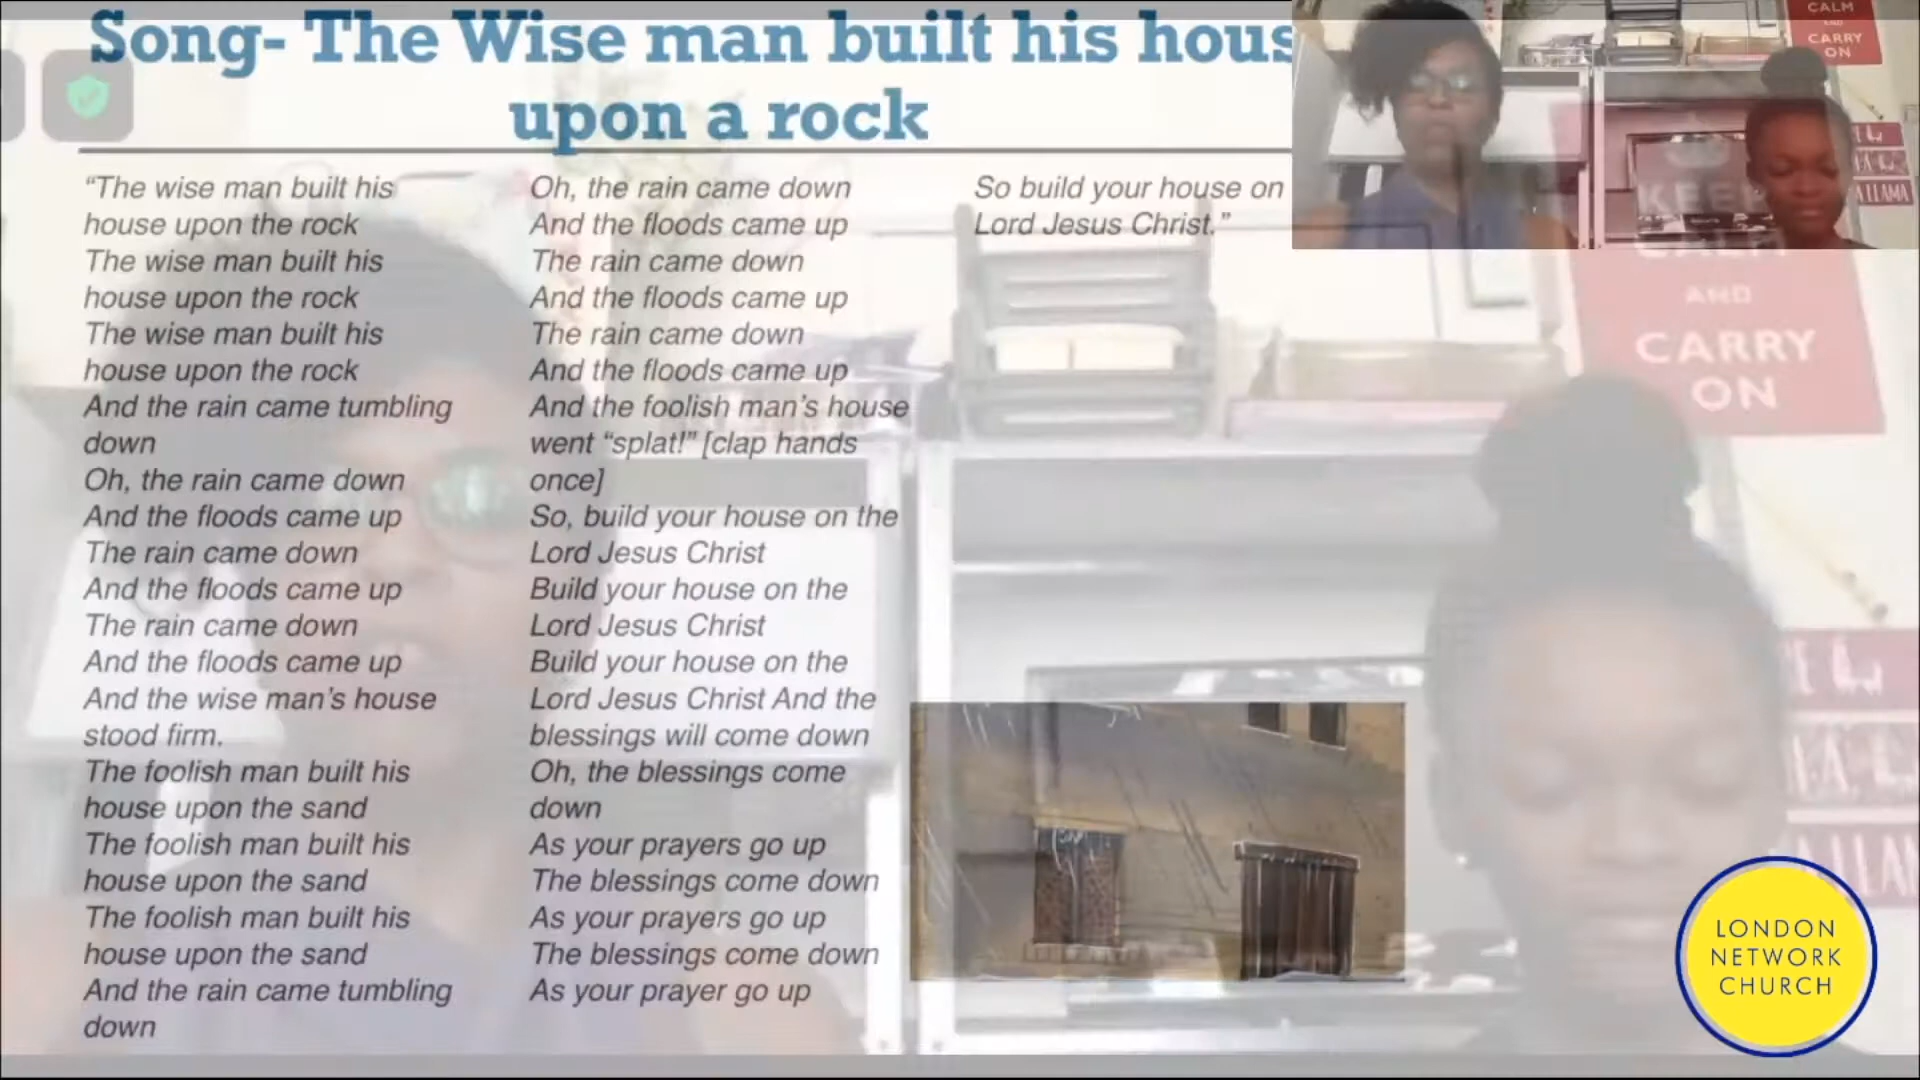 Song- The Wise man built his hous
upon a rock
“The wise man built his
house upon the rock
The wise man built his
house upon the rock
The wise man built his
house upon the rock
And the rain came tumbling
down
Oh, the rain came down
And the floods came up
The rain came down
And the floods came up
The rain came down
And the floods came up
And the wise man’s house
stood firm.
The foolish man built his
house upon the sand
The foolish man built his
house upon the sand
The foolish man built his
house upon the sand
And the rain came tumbling
down
Oh, the rain came down
And the floods came up
The rain came down
And the floods came up
The rain came down
And the floods came up
And the foolish man’s house
went “splat!” [clap hands
once]
So, build your house on the
Lord Jesus Christ
Build your house on the
Lord Jesus Christ
Build your house on the
Lord Jesus Christ And the
blessings will come down
Oh, the blessings come
down
As your prayers go up
The blessings come down
As your prayers go up
The blessings come down
As your prayer go up
So build your house on
Lord Jesus Christ.”
CALM
AND
CARRY
ON
KEEP
A LLAMA
CALM
AND
CARRY
ON
LONDON
NETWORK
CHURCH